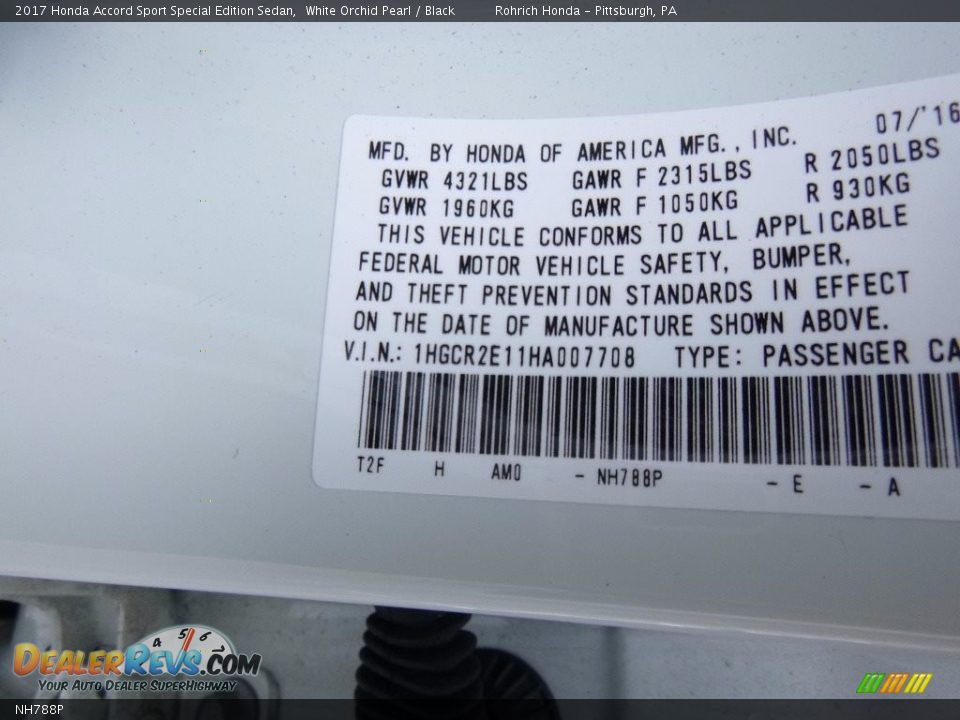 2017 Honda Accord Sport Special Edition Sedan, White Orchid Pearl / Black Rohrich Honda - Pittsburgh, PA
07/'16
MFD. BY HONDA OF AMERICA MFG., INC.
GVWR 4321LBS GAWR F 2315LBS R 2050LBS
GVWR 1960KG GAWR F 1050KG R 930KG
THIS VEHICLE CONFORMS TO ALL APPLICABLE
FEDERAL MOTOR VEHICLE SAFETY, BUMPER,
AND THEFT PREVENTION STANDARDS IN EFFECT
ON THE DATE OF MANUFACTURE SHOWN ABOVE.
V.I.N.: 1HGCR2E11HA007708 TYPE: PASSENGER CA
T2F H AM0 - NH788P - E - A
4 5 6
DEALERREVS.COM
YOUR AUTO DEALER SUPERHIGHWAY
NH788P